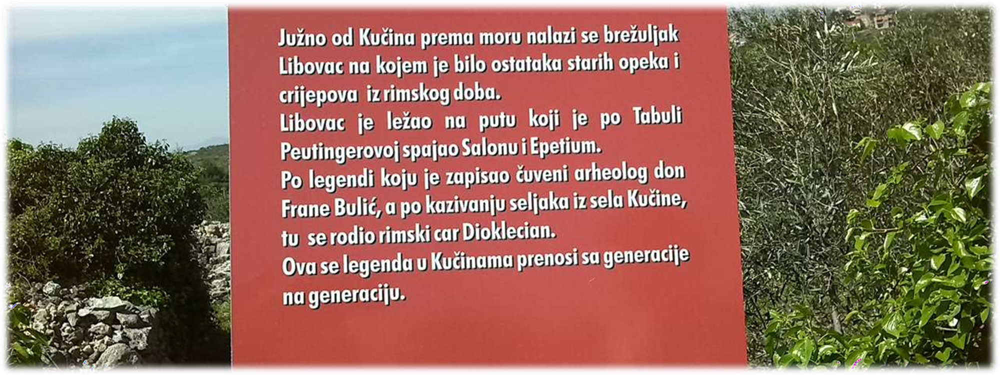 Južno od Kučina prema moru nalazi se brežuljak
Libovac na kojem je bilo ostataka starih opeka i
crijepova iz rimskog doba.
Libovac je ležao na putu koji je po Tabuli
Peutingerovoj spajao Salonu i Epetium.
Po legendi koju je zapisao čuveni arheolog don
Frane Bulić, a po kazivanju seljaka iz sela Kučine,
tu se rodio rimski car Dioklecian.
Ova se legenda u Kučinama prenosi sa generacije
na generaciju.